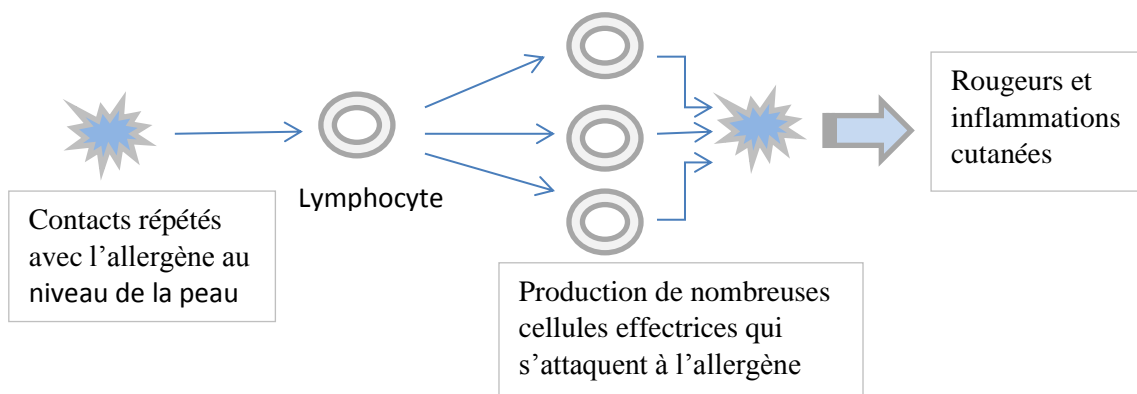 Contacts répétés
avec l’allergène au
niveau de la peau
Lymphocyte
Production de nombreuses
cellules effectrices qui
s’attaquent à l’allergène
Rougeurs et
inflammations
cutanées